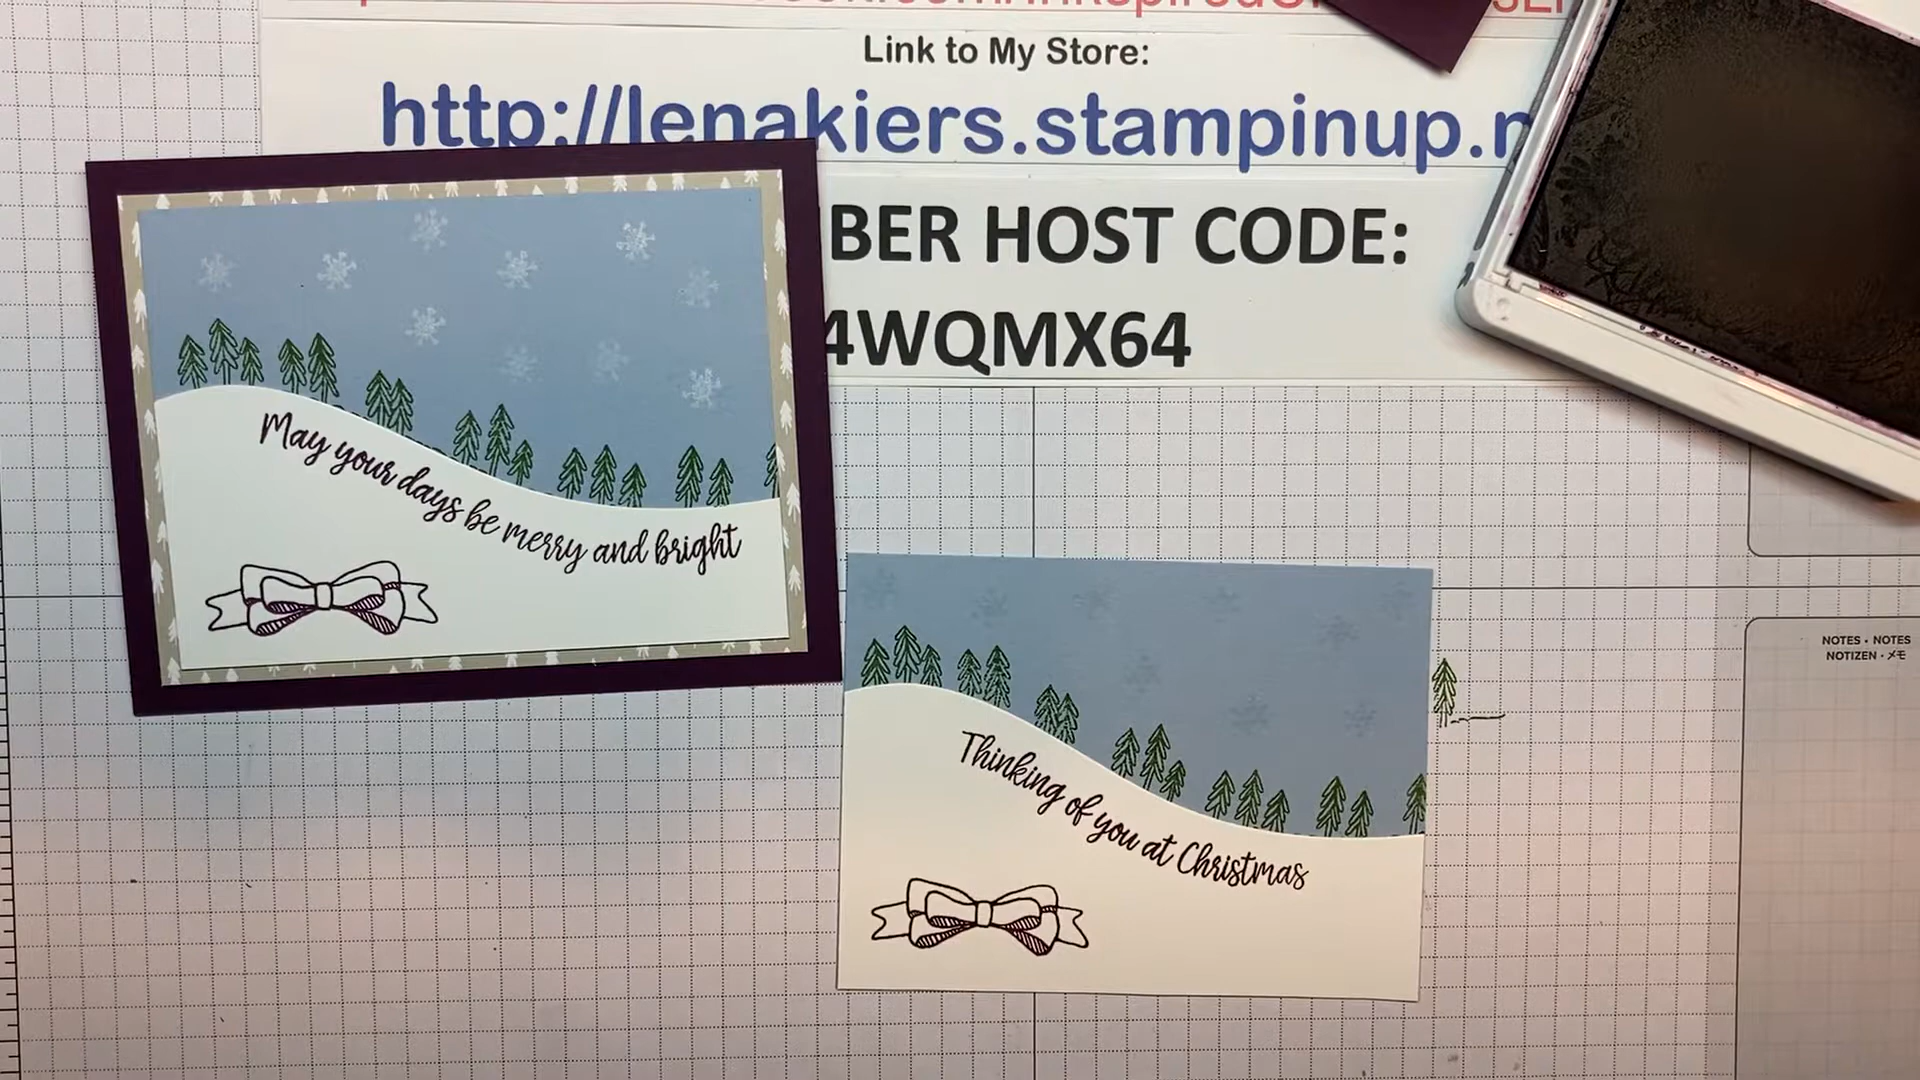 Link to My Store:
http://lenakiers.stampinup.n
BER HOST CODE:
4WQMX64
May your days be merry and bright
Thinking of you at Christmas
NOTES • NOTES
NOTIZEN • メモ